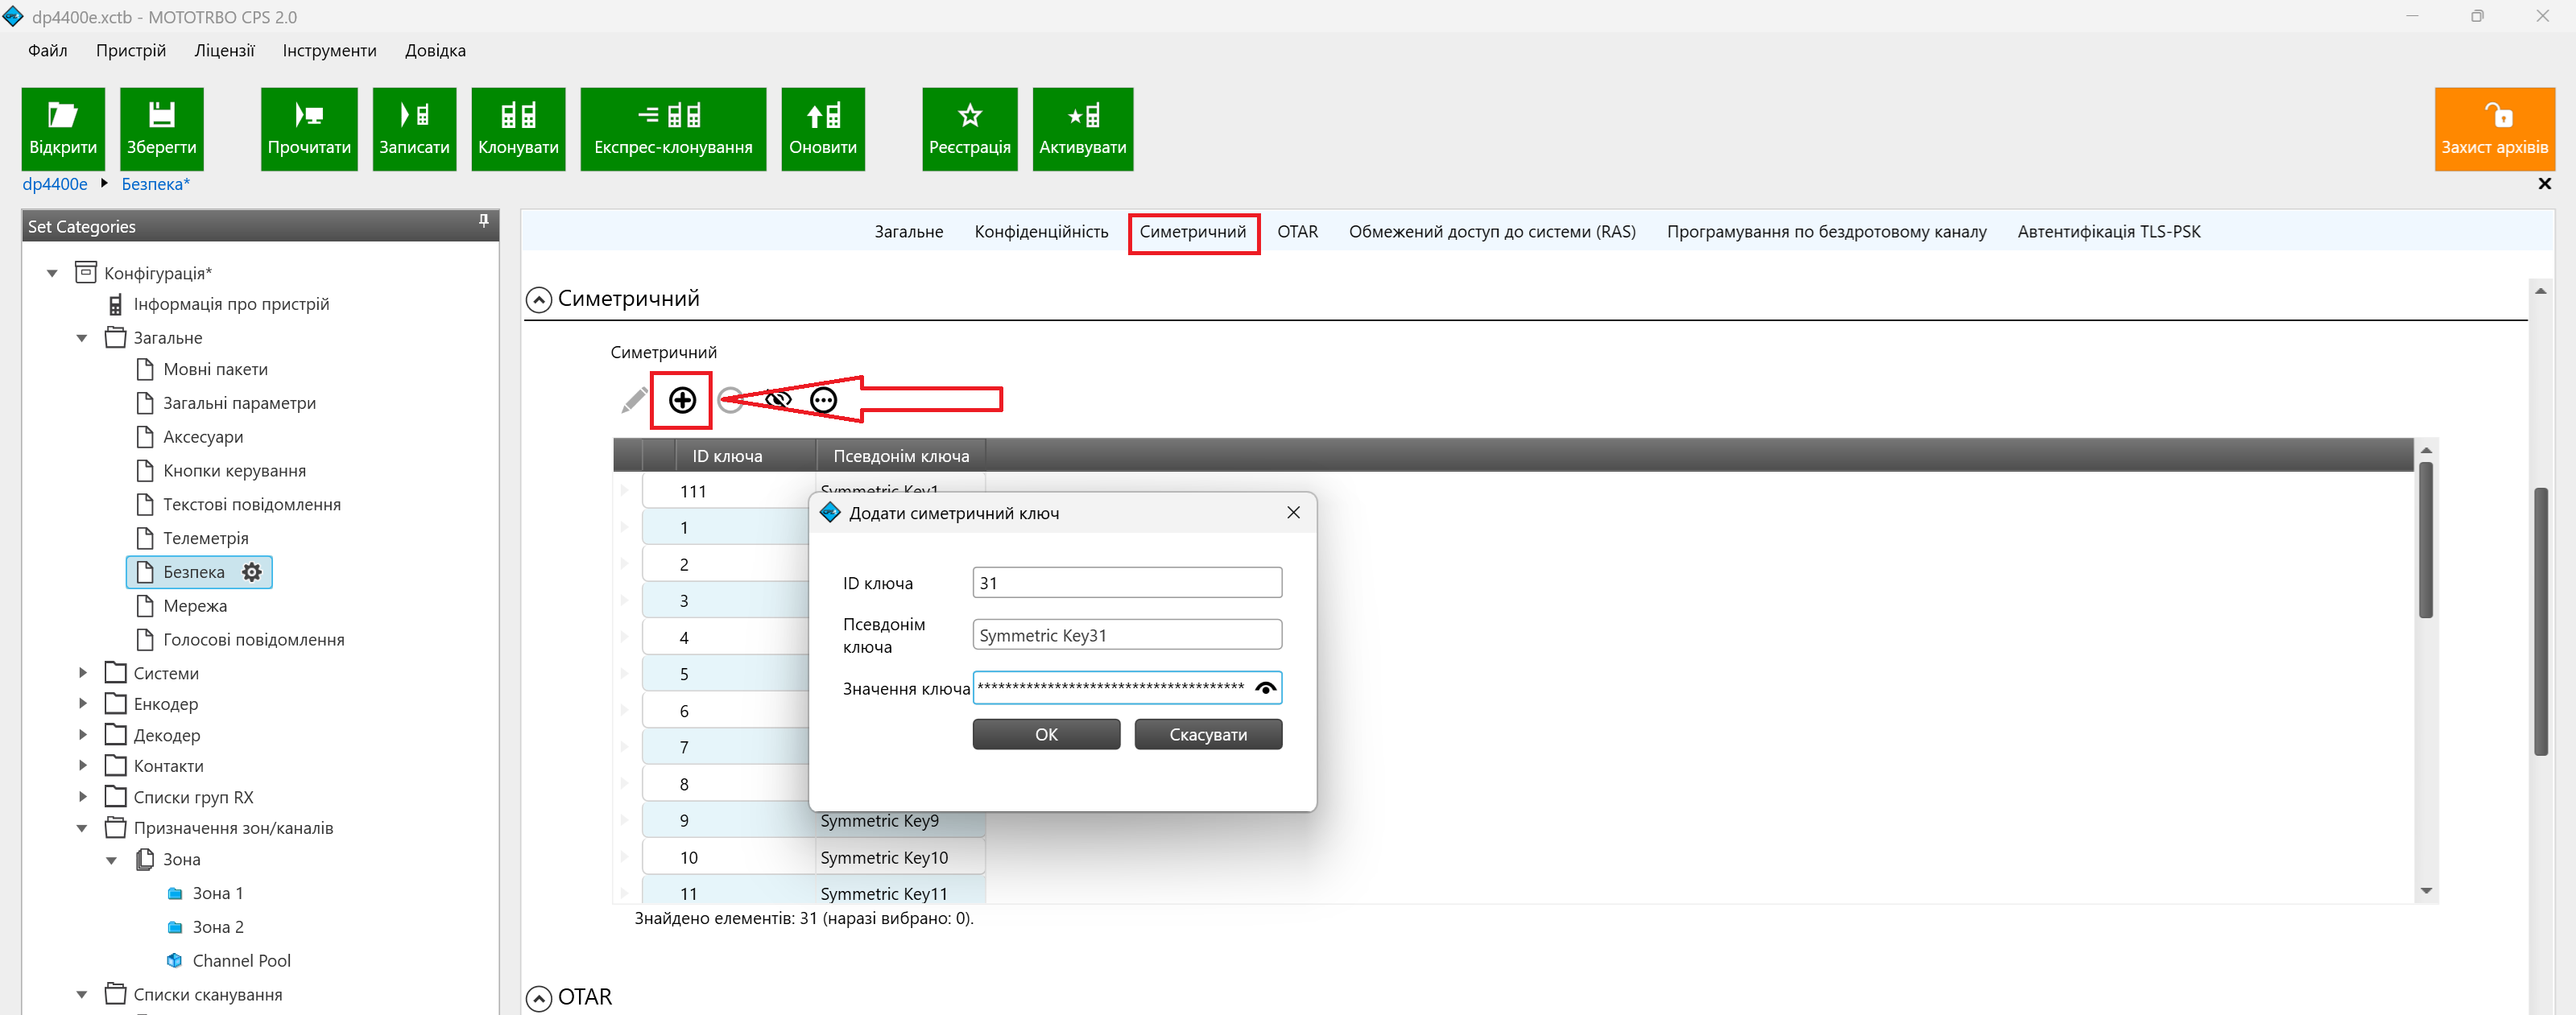 dp4400e.xctb - MOTOTRBO CPS 2.0
Файл Пристрій Ліцензії Інструменти Довідка
Відкрити Зберегти Прочитати Записати Клонувати Експрес-клонування Оновити Реєстрація Активувати Захист архівів
dp4400e Безпека*
Set Categories
Конфігурація*
Інформація про пристрій
Загальне
Мовні пакети
Загальні параметри
Аксесуари
Кнопки керування
Текстові повідомлення
Телеметрія
Безпека
Мережа
Голосові повідомлення
Системи
Енкодер
Декодер
Контакти
Списки груп RX
Призначення зон/каналів
Зона
Зона 1
Зона 2
Channel Pool
Списки сканування
Загальне Конфіденційність Симетричний OTAR Обмежений доступ до системи (RAS) Програмування по бездротовому каналу Автентифікація TLS-PSK
Симетричний
Симетричний
ID ключа Псевдонім ключа
111 Symmetric Key1
1
2
3
4
5
6
7
8
9 Symmetric Key9
10 Symmetric Key10
11 Symmetric Key11
Знайдено елементів: 31 (наразі вибрано: 0).
Додати симетричний ключ
ID ключа 31
Псевдонім
ключа
Symmetric Key31
Значення ключа **************************************
OK Скасувати
OTAR